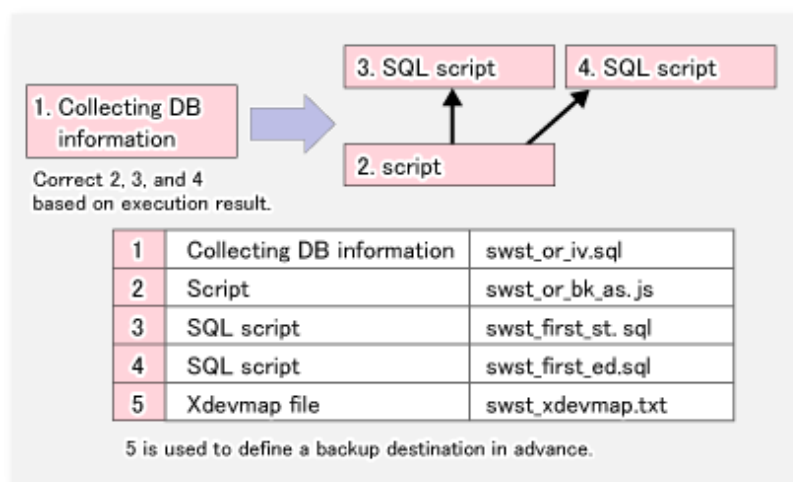 3. SQL script
4. SQL script
1. Collecting DB
information
2. script
Correct 2, 3, and 4
based on execution result.
1 Collecting DB information swst_or_iv.sql
2 Script swst_or_bk_as.js
3 SQL script swst_first_st. sql
4 SQL script swst_first_ed.sql
5 Xdevmap file swst_xdevmap.txt
5 is used to define a backup destination in advance.